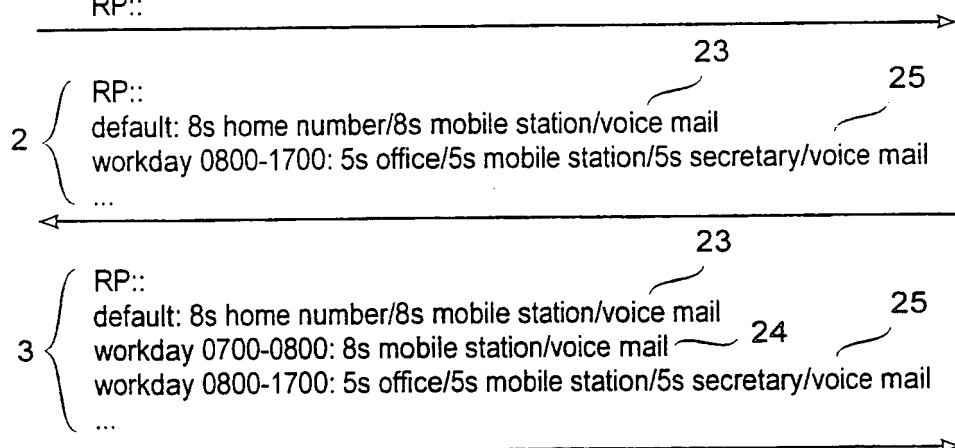 RP::
23
25
2
RP::
default: 8s home number/8s mobile station/voice mail
workday 0800-1700: 5s office/5s mobile station/5s secretary/voice mail
...
23
25
3
RP::
default: 8s home number/8s mobile station/voice mail
workday 0700-0800: 8s mobile station/voice mail 24
workday 0800-1700: 5s office/5s mobile station/5s secretary/voice mail
...